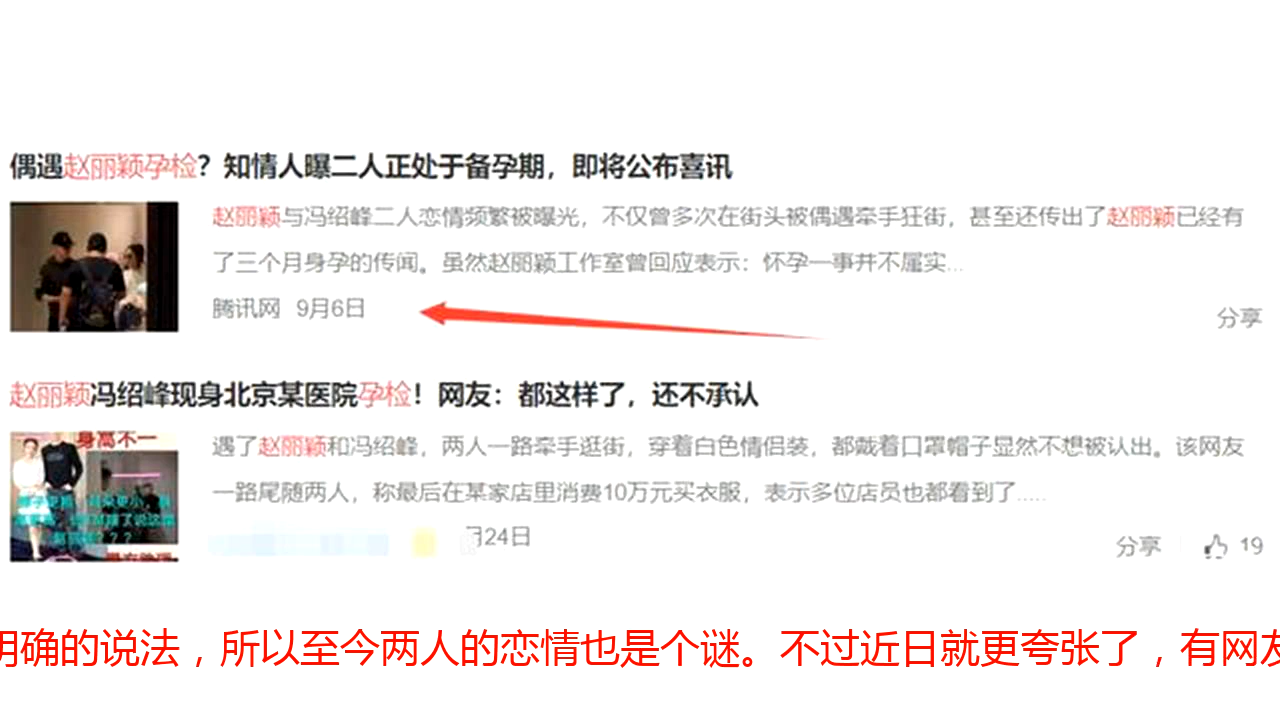 偶遇赵丽颖孕检？知情人曝二人正处于备孕期，即将公布喜讯
赵丽颖与冯绍峰二人恋情频繁被曝光，不仅曾多次在街头被偶遇牵手狂街，甚至还传出了赵丽颖已经有
了三个月身孕的传闻。虽然赵丽颖工作室曾回应表示：怀孕一事并不属实...
腾讯网 9月6日
分享
赵丽颖冯绍峰现身北京某医院孕检！网友：都这样了，还不承认
身高不一
遇了赵丽颖和冯绍峰，两人一路牵手逛街，穿着白色情侣装，都戴着口罩帽子显然不想被认出。该网友
一路尾随两人，称最后在某家店里消费10万元买衣服，表示多位店员也都看到了.....
月24日
分享 19
明确的说法，所以至今两人的恋情也是个谜。不过近日就更夸张了，有网友